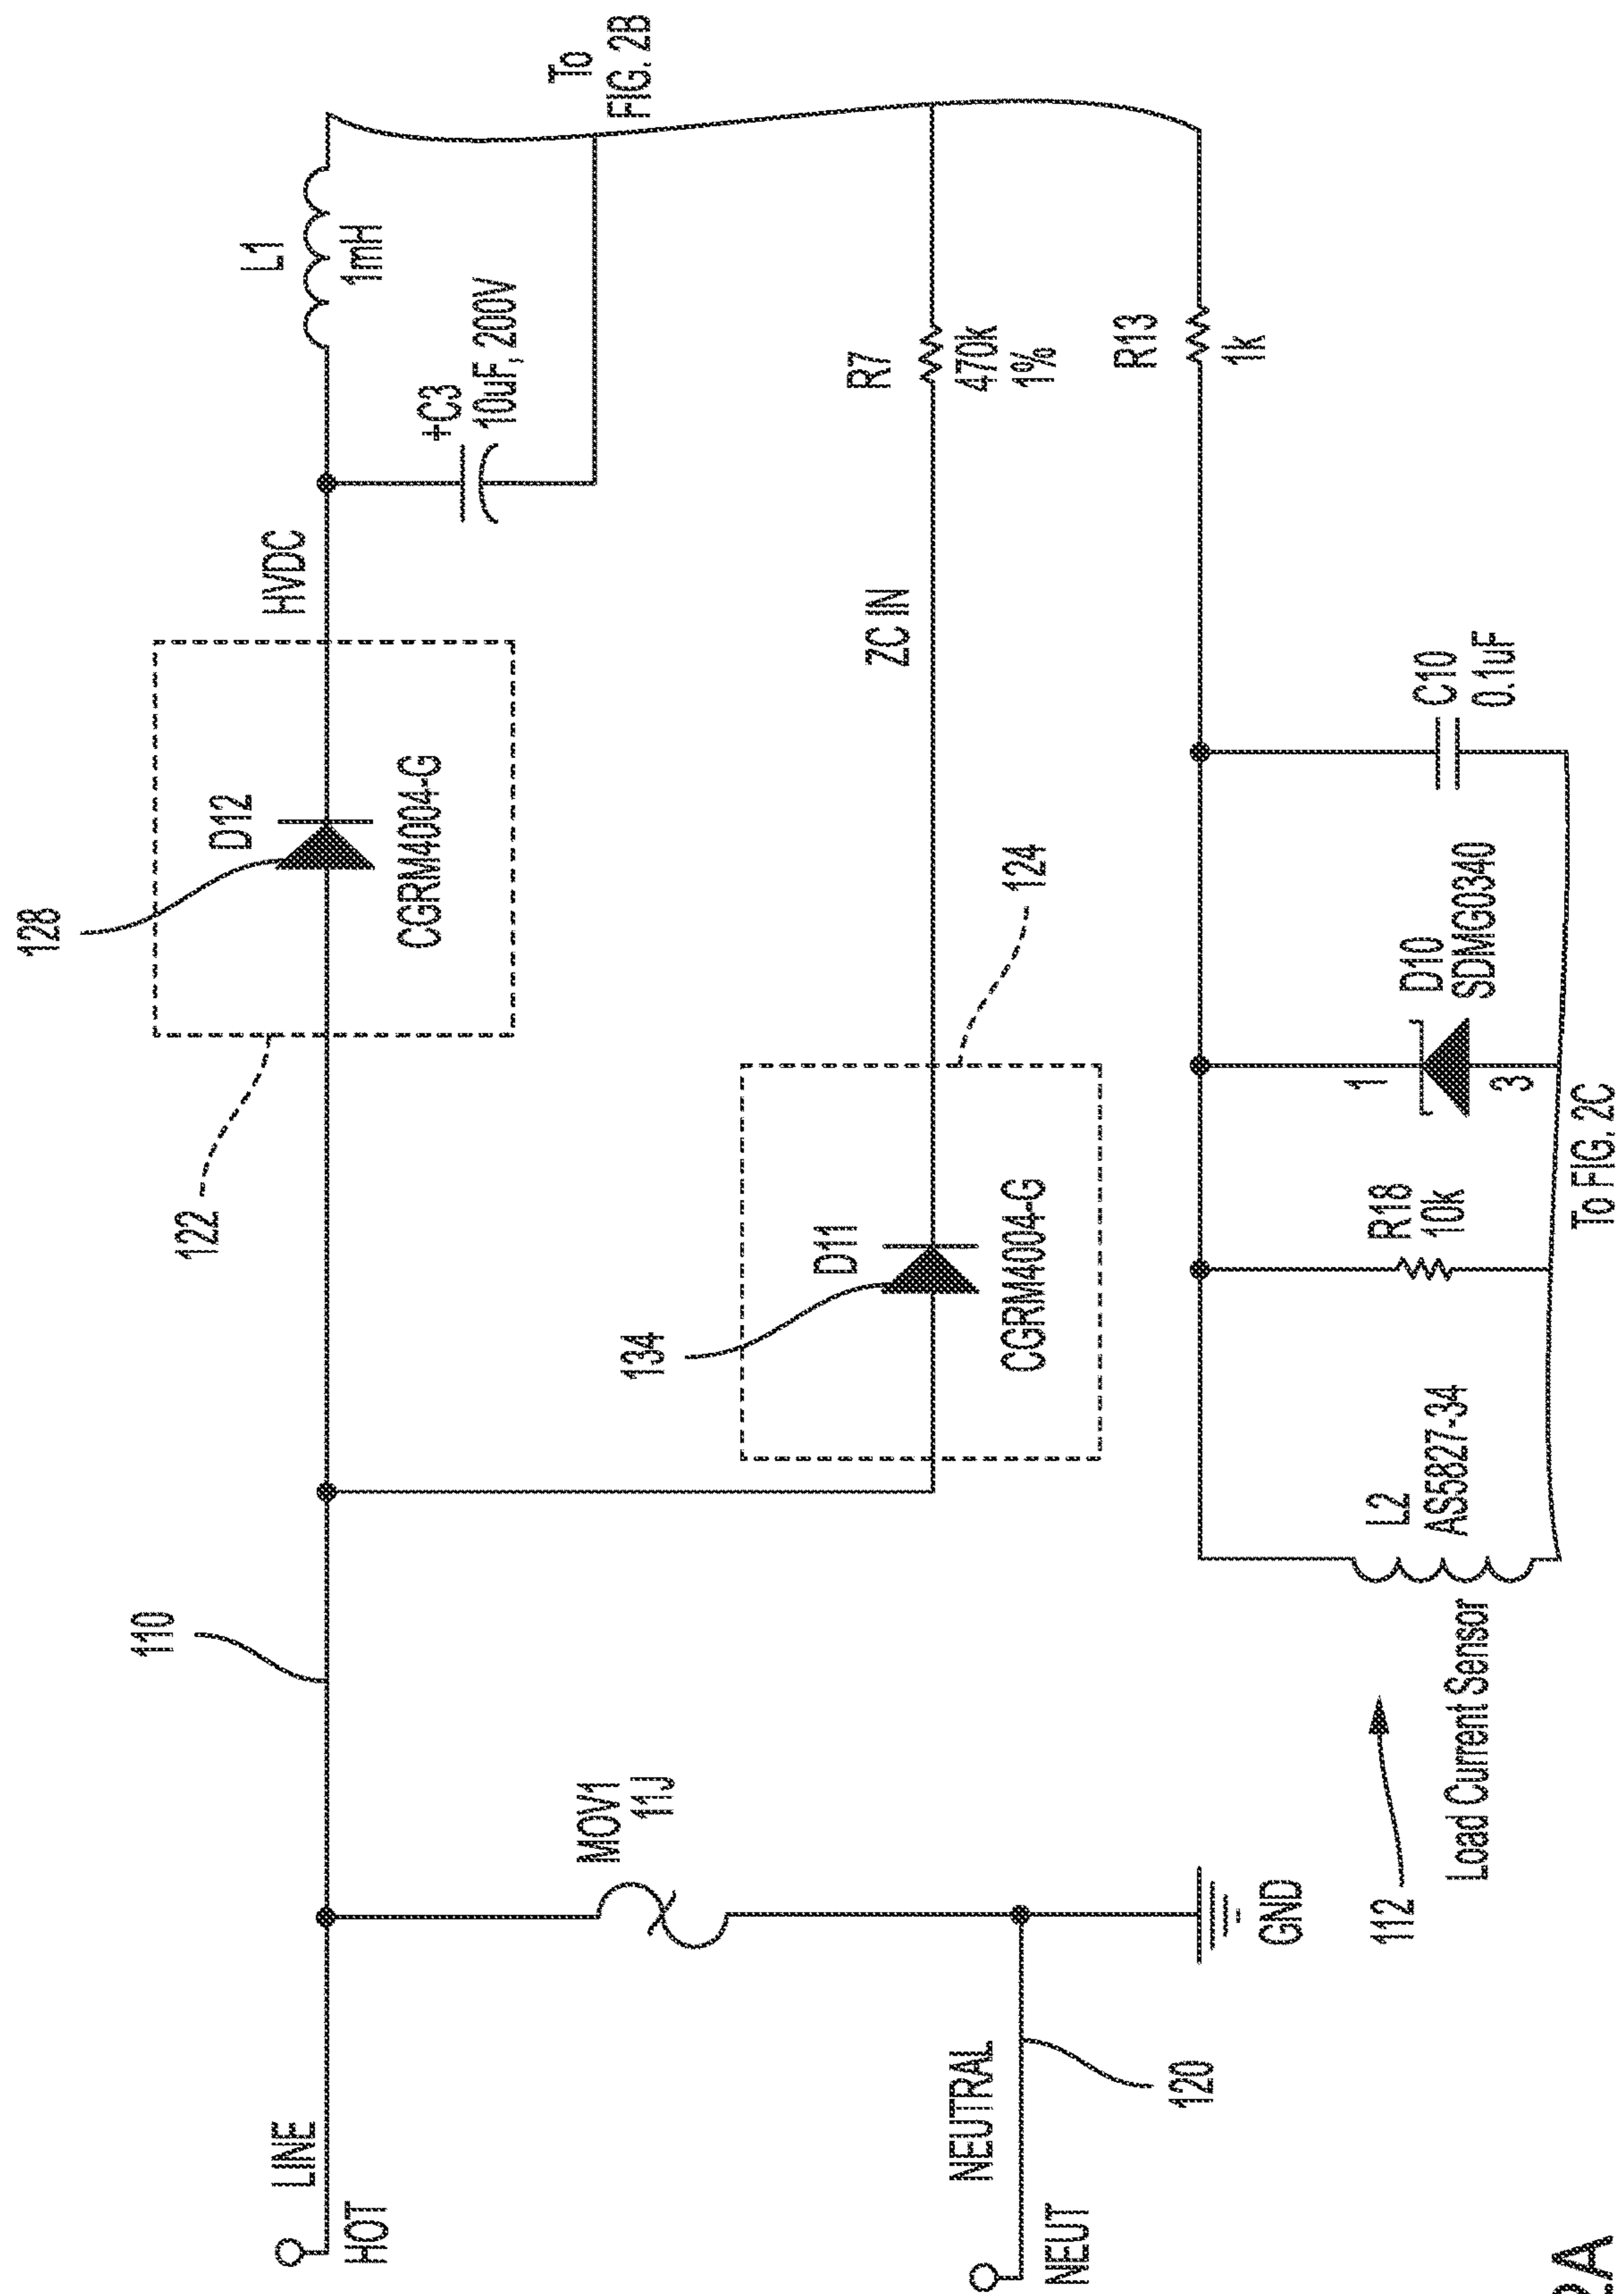 LINE
HOT
110
MOV1
11J
NEUTRAL
NEUT
120
GND
122
128
D12
CGRM4004-G
HVDC
L1
1mH
+C3
10uF, 200V
To
FIG. 2B
134
D11
CGRM4004-G
124
ZC IN
R7
470k
1%
R13
1k
112
Load Current Sensor
L2
AS5827-34
R18
10k
1
3
D10
SDMG0340
C10
0.1uF
To FIG. 2C
2A